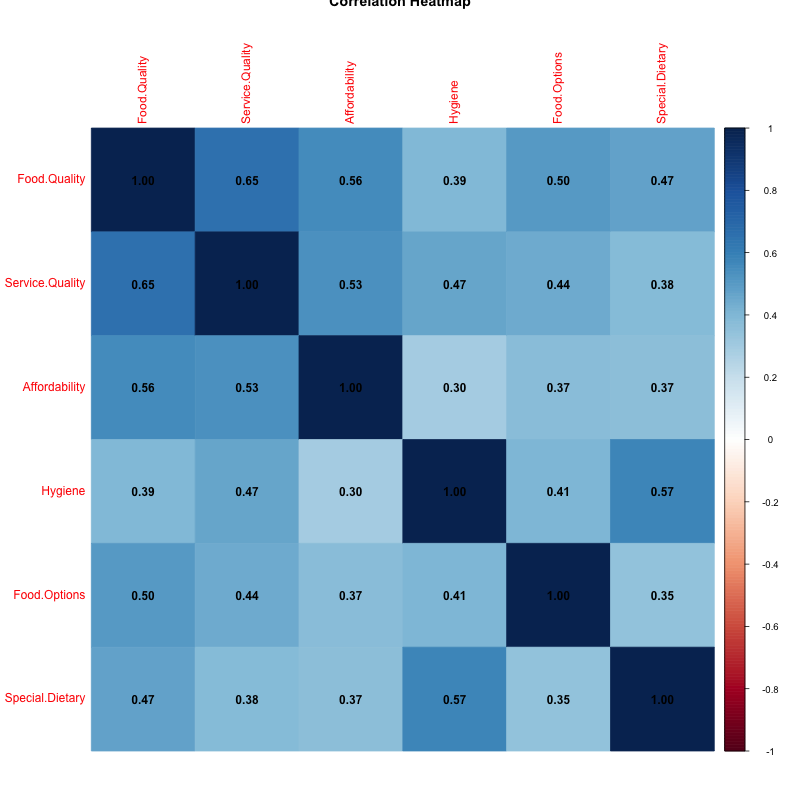 Correlation Heatmap
Food.Quality Service.Quality Affordability Hygiene Food.Options Special.Dietary
Food.Quality 1.00 0.65 0.56 0.39 0.50 0.47
Service.Quality 0.65 1.00 0.53 0.47 0.44 0.38
Affordability 0.56 0.53 1.00 0.30 0.37 0.37
Hygiene 0.39 0.47 0.30 1.00 0.41 0.57
Food.Options 0.50 0.44 0.37 0.41 1.00 0.35
Special.Dietary 0.47 0.38 0.37 0.57 0.35 1.00
1
0.8
0.6
0.4
0.2
0
-0.2
-0.4
-0.6
-0.8
-1